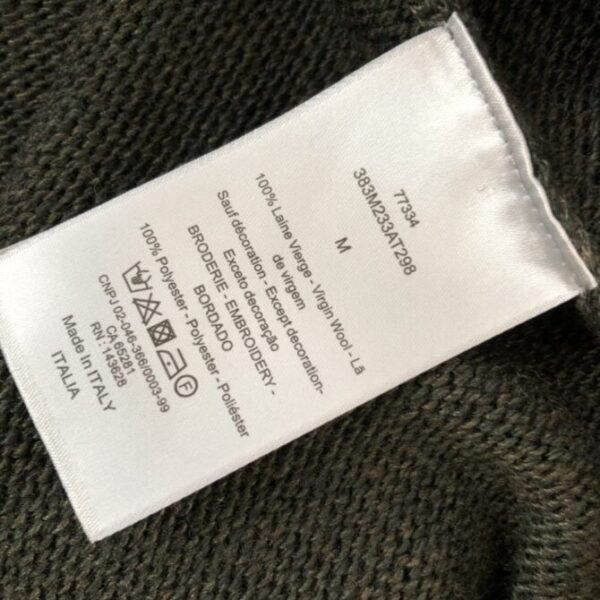 77334
383M233AT298
M
100% Laine Vierge - Virgin Wool - Lã
de virgem
Sauf décoration - Except decoration-
Exceto decoração
BRODERIE - EMBROIDERY -
BORDADO
100% Polyester - Polyester - Poliéster
F
CNPJ 02-046-366/0003-99
CA 65281
RN : 143628
Made in ITALY
ITALIA